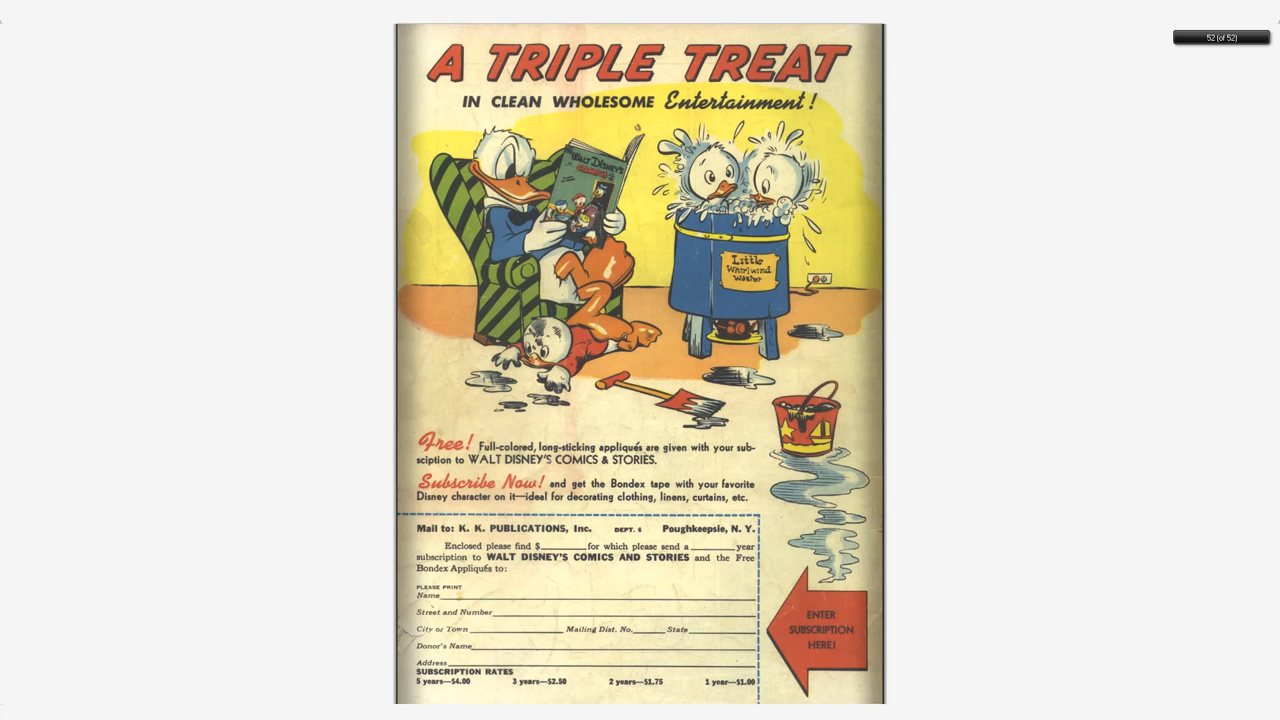 52 (of 52)
A TRIPLE TREAT
IN CLEAN WHOLESOME Entertainment!
WALT DISNEY'S
COMICS
Little
Whirlwind
Washer
Free! Full-colored, long-sticking appliqués are given with your sub-
sciption to WALT DISNEY'S COMICS & STORIES.
Subscribe Now! and get the Bondex tape with your favorite
Disney character on it—ideal for decorating clothing, linens, curtains, etc.
Mail to: K. K. PUBLICATIONS, Inc. DEPT. 6 Poughkeepsie, N. Y.
Enclosed please find $________ for which please send a ________ year
subscription to WALT DISNEY'S COMICS AND STORIES and the Free
Bondex Appliqués to:
PLEASE PRINT
Name
Street and Number
City or Town ________ Mailing Dist. No. ________ State
Donor's Name
Address
SUBSCRIPTION RATES
5 years—$4.00 3 years—$2.50 2 years—$1.75 1 year—$1.00
ENTER
SUBSCRIPTION
HERE!